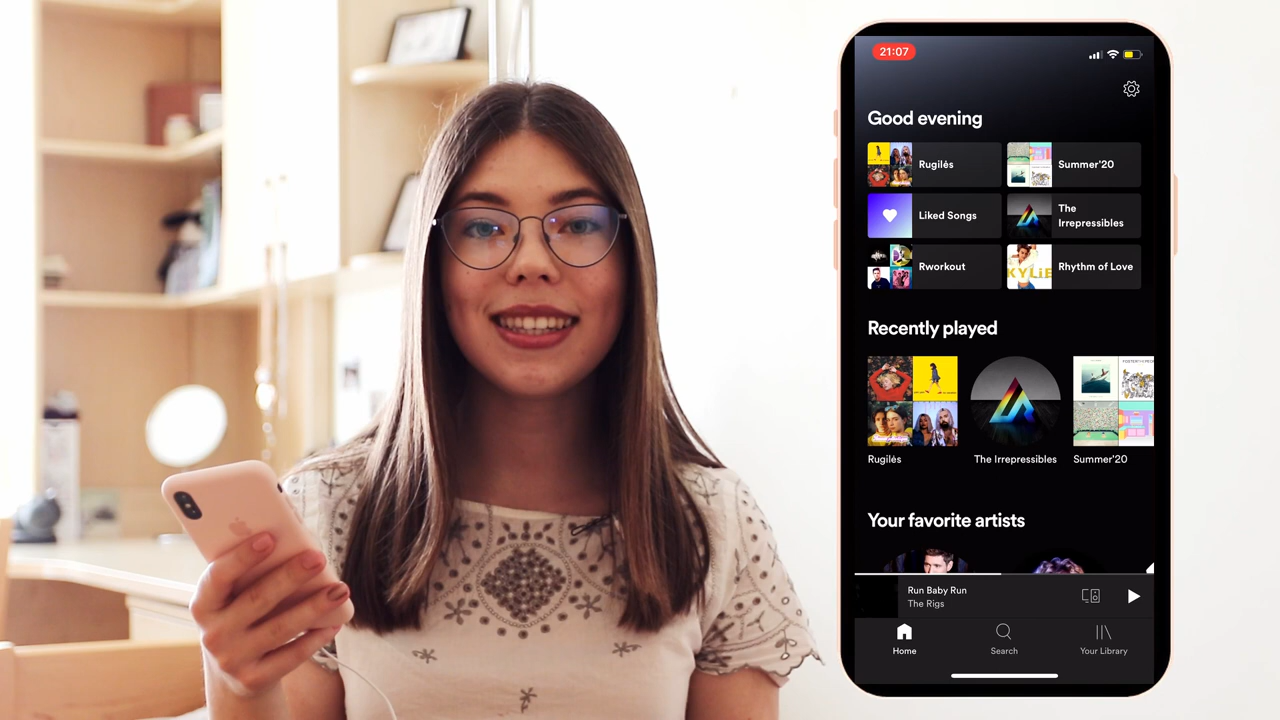 21:07
Good evening
Rugilės
Summer'20
Liked Songs
The
Irrepressibles
Rworkout
KYLiE
Rhythm of Love
Recently played
Rugilės
The Irrepressibles
Summer'20
Your favorite artists
Run Baby Run
The Rigs
Home
Search
Your Library